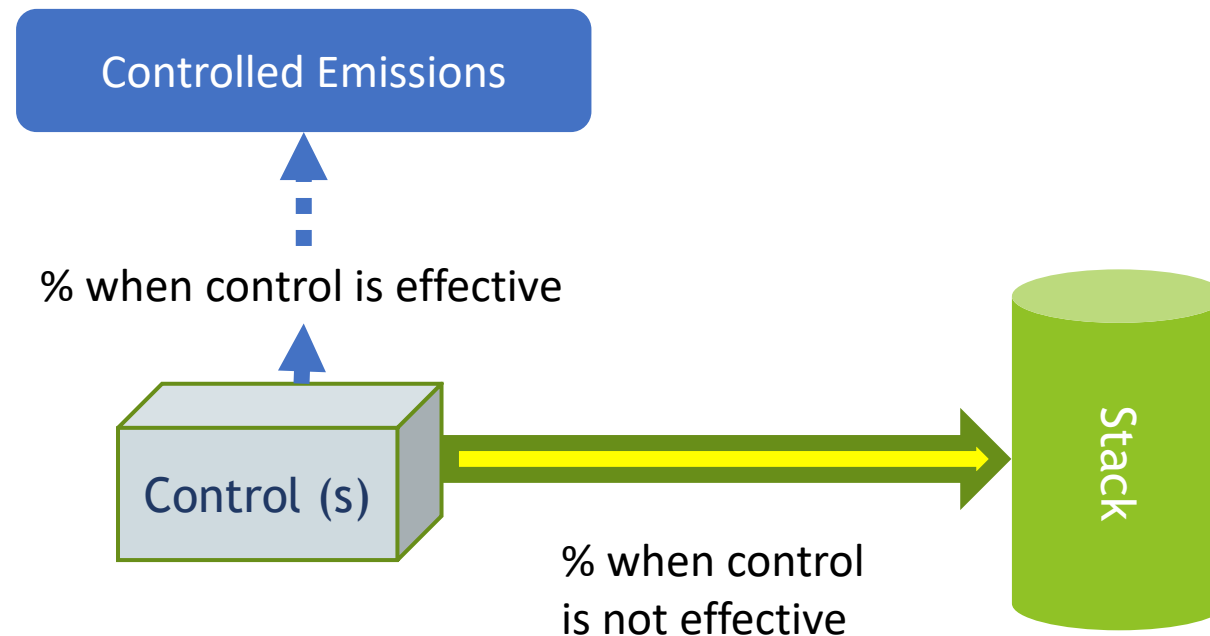 Controlled Emissions
% when control is effective
Control (s)
Stack
% when control
is not effective